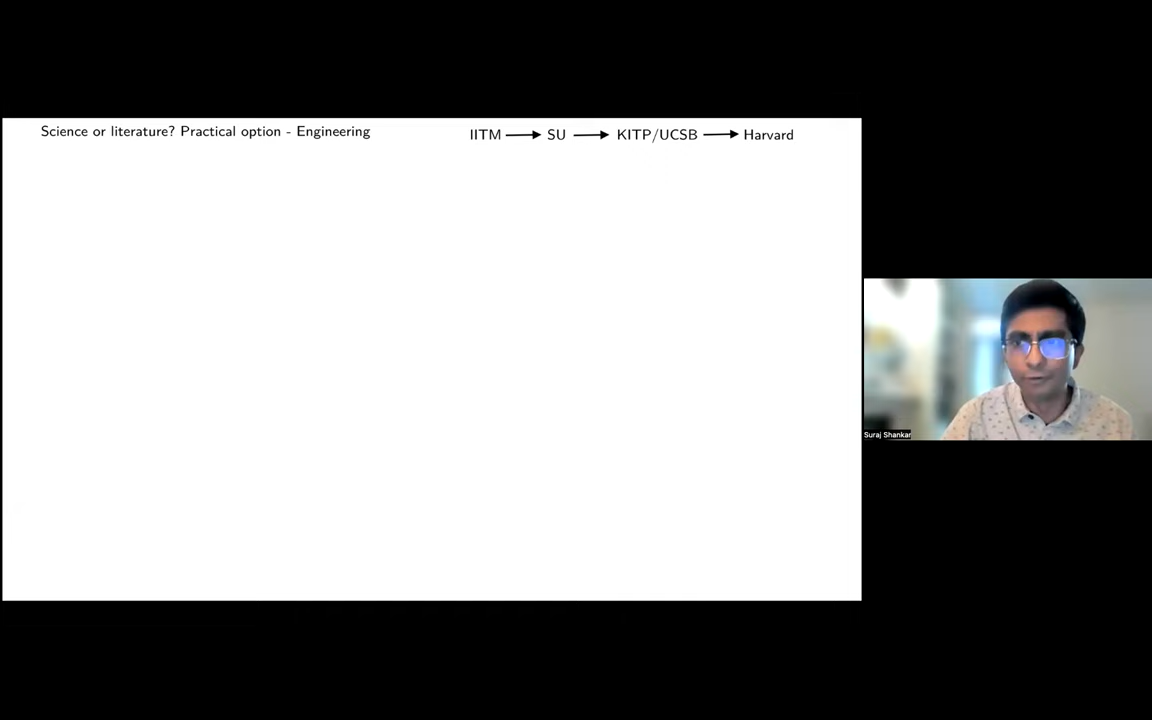 Science or literature? Practical option - Engineering
IITM → SU → KITP/UCSB → Harvard
Suraj Shankar